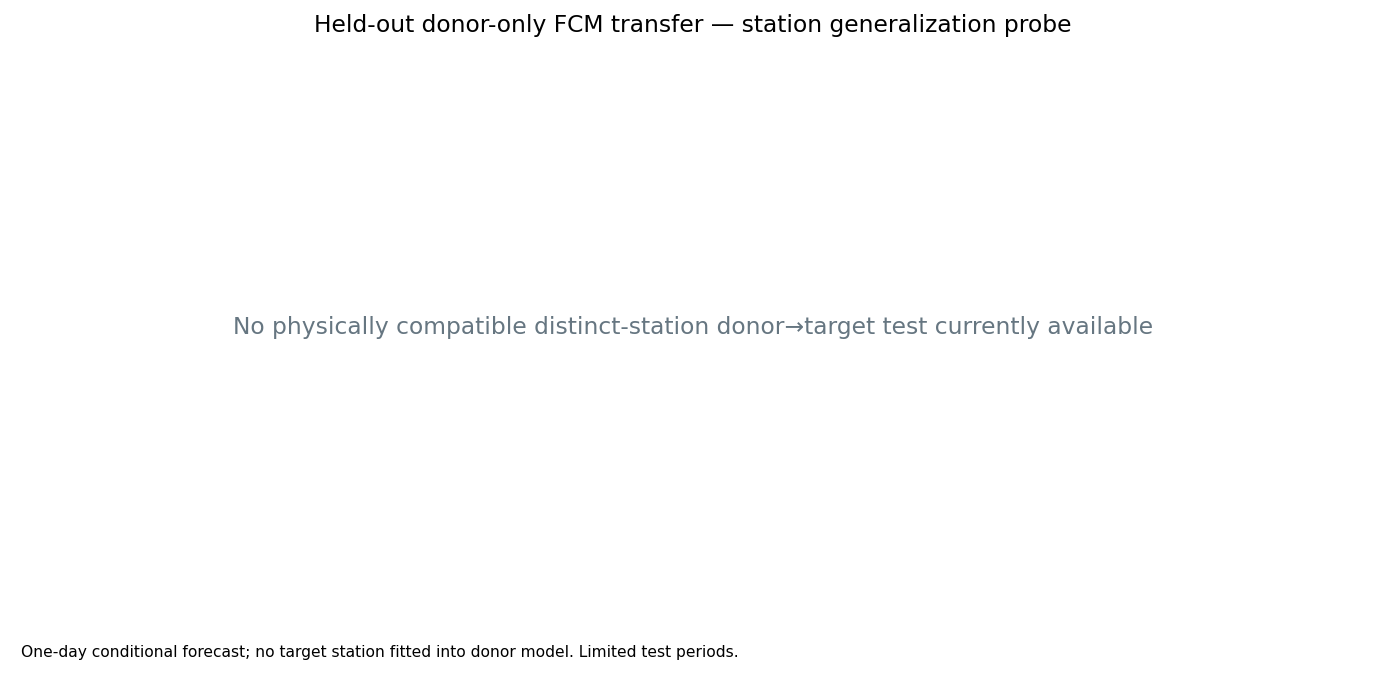 Held-out donor-only FCM transfer — station generalization probe
No physically compatible distinct-station donor→target test currently available
One-day conditional forecast; no target station fitted into donor model. Limited test periods.